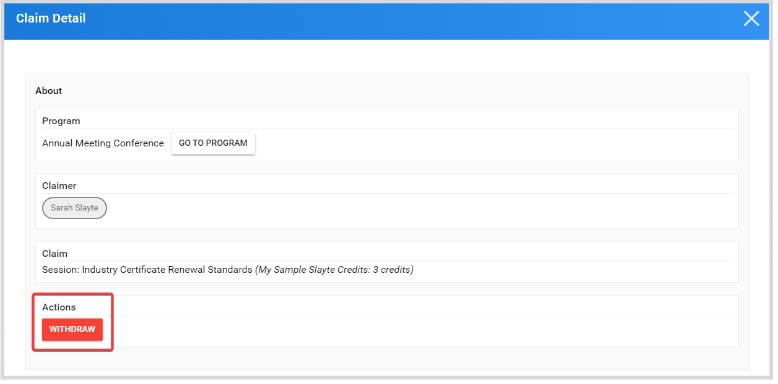 Claim Detail
About
Program
Annual Meeting Conference GO TO PROGRAM
Claimer
Sarah Slayte
Claim
Session: Industry Certificate Renewal Standards (My Sample Slayte Credits: 3 credits)
Actions
WITHDRAW